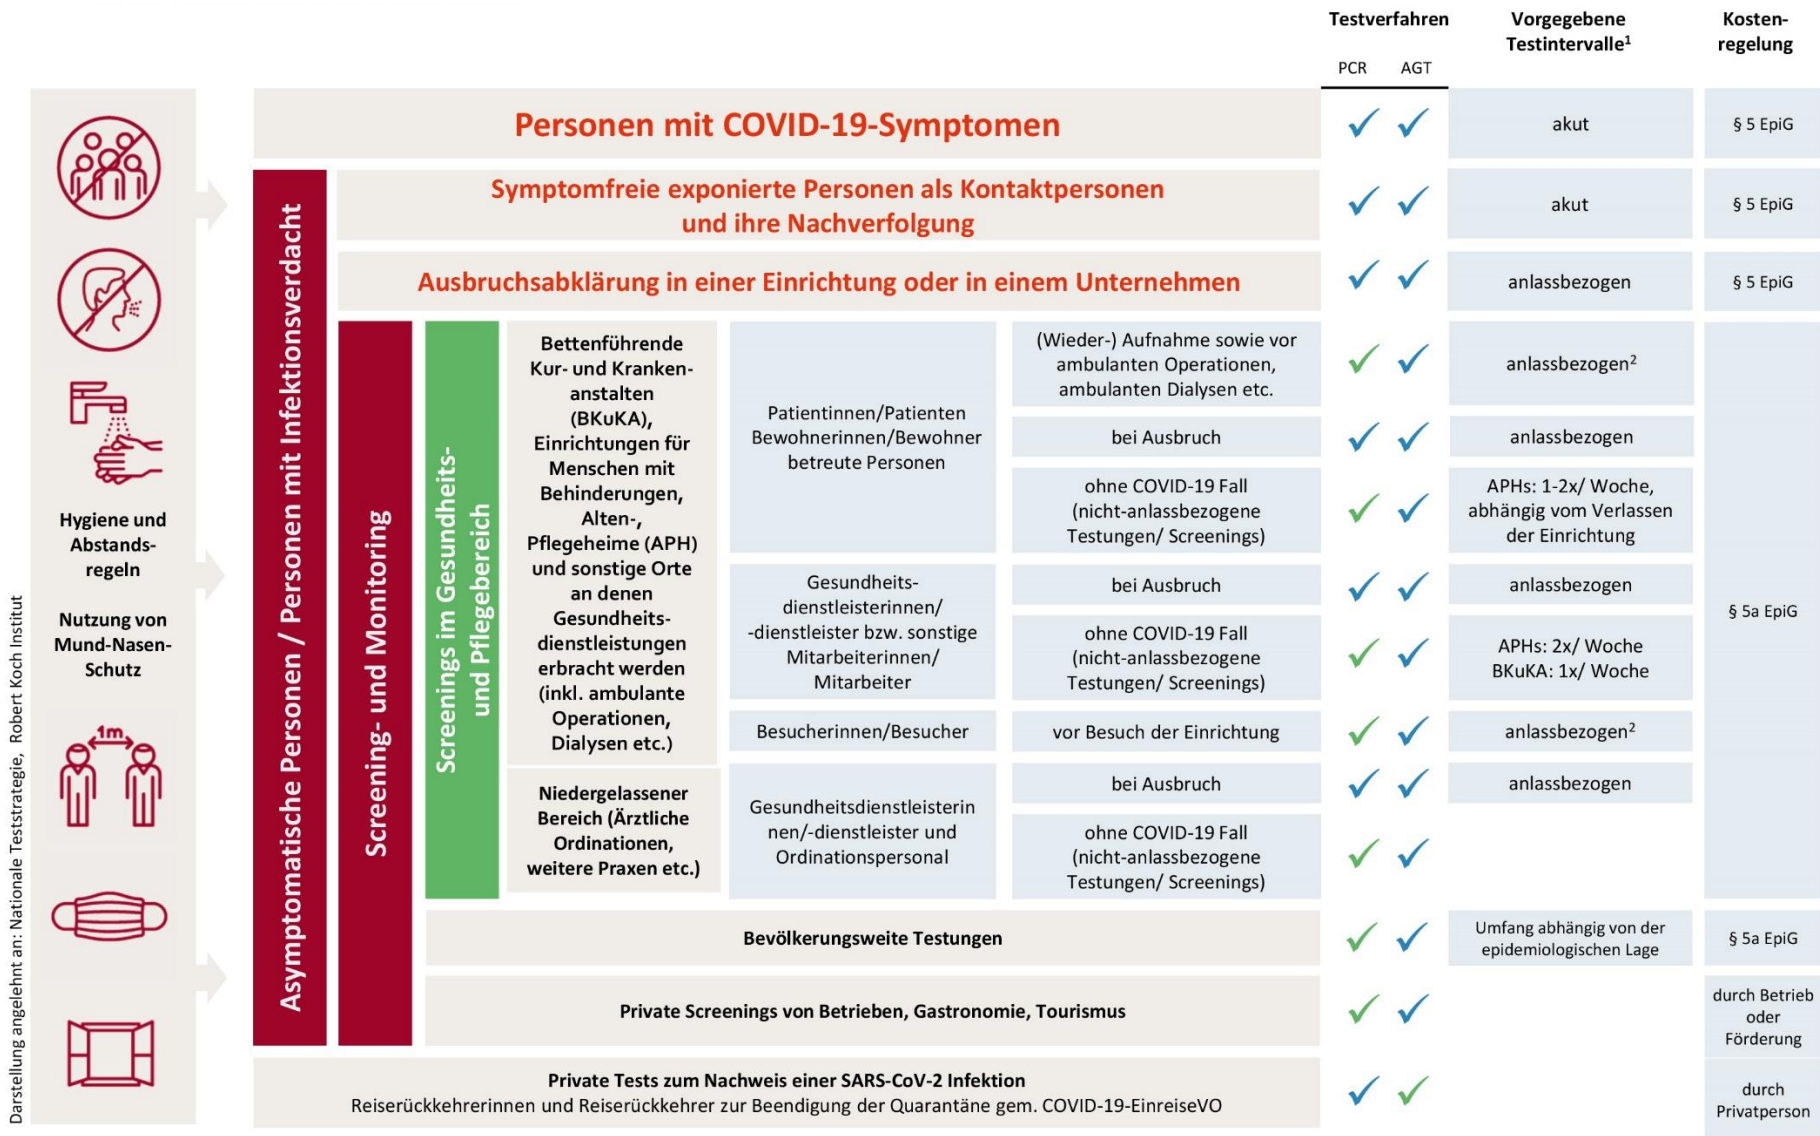 Testverfahren
Vorgegebene
Testintervalle¹
Kosten-
regelung
PCR
AGT
Personen mit COVID-19-Symptomen
akut
§ 5 EpiG
Symptomfreie exponierte Personen als Kontaktpersonen
und ihre Nachverfolgung
akut
§ 5 EpiG
Ausbruchsabklärung in einer Einrichtung oder in einem Unternehmen
anlassbezogen
§ 5 EpiG
Asymptomatische Personen / Personen mit Infektionsverdacht
Screening- und Monitoring
Screenings im Gesundheits-
und Pflegebereich
Bettenführende
Kur- und Kranken-
anstalten
(BKuKA),
Einrichtungen für
Menschen mit
Behinderungen,
Alten-,
Pflegeheime (APH)
und sonstige Orte
an denen
Gesundheits-
dienstleistungen
erbracht werden
(inkl. ambulante
Operationen,
Dialysen etc.)
Patientinnen/Patienten
Bewohnerinnen/Bewohner
betreute Personen
(Wieder-) Aufnahme sowie vor
ambulanten Operationen,
ambulanten Dialysen etc.
anlassbezogen²
bei Ausbruch
anlassbezogen
ohne COVID-19 Fall
(nicht-anlassbezogene
Testungen/ Screenings)
APHs: 1-2x/ Woche,
abhängig vom Verlassen
der Einrichtung
Gesundheits-
dienstleisterinnen/
-dienstleister bzw. sonstige
Mitarbeiterinnen/
Mitarbeiter
bei Ausbruch
anlassbezogen
ohne COVID-19 Fall
(nicht-anlassbezogene
Testungen/ Screenings)
APHs: 2x/ Woche
BKuKA: 1x/ Woche
§ 5a EpiG
Besucherinnen/Besucher
vor Besuch der Einrichtung
anlassbezogen²
Niedergelassener
Bereich (Ärztliche
Ordinationen,
weitere Praxen etc.)
Gesundheitsdienstleisterin
nen/-dienstleister und
Ordinationspersonal
bei Ausbruch
anlassbezogen
ohne COVID-19 Fall
(nicht-anlassbezogene
Testungen/ Screenings)
Bevölkerungsweite Testungen
Umfang abhängig von der
epidemiologischen Lage
§ 5a EpiG
Private Screenings von Betrieben, Gastronomie, Tourismus
durch Betrieb
oder
Förderung
Private Tests zum Nachweis einer SARS-CoV-2 Infektion
Reiserückkehrerinnen und Reiserückkehrer zur Beendigung der Quarantäne gem. COVID-19-EinreiseVO
durch
Privatperson
Hygiene und
Abstands-
regeln
Nutzung von
Mund-Nasen-
Schutz
1m
Darstellung angelehnt an: Nationale Teststrategie, Robert Koch Institut